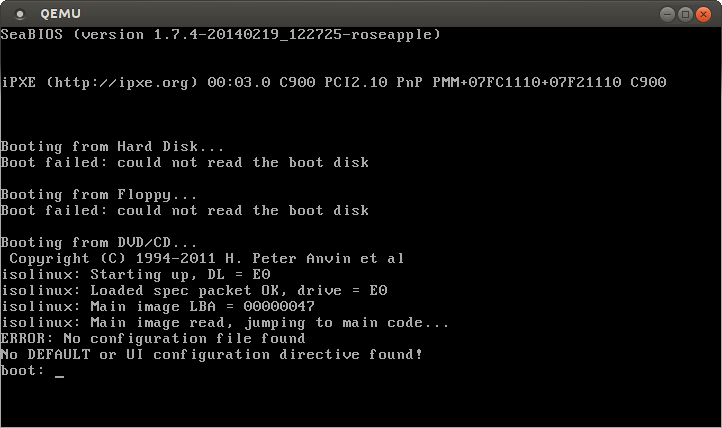 QEMU
SeaBIOS (version 1.7.4-20140219_122725-roseapple)
iPXE (http://ipxe.org) 00:03.0 C900 PCI2.10 PnP PMM+07FC1110+07F21110 C900
Booting from Hard Disk...
Boot failed: could not read the boot disk
Booting from Floppy...
Boot failed: could not read the boot disk
Booting from DVD/CD...
Copyright (C) 1994-2011 H. Peter Anvin et al
isolinux: Starting up, DL = E0
isolinux: Loaded spec packet OK, drive = E0
isolinux: Main image LBA = 00000047
isolinux: Main image read, jumping to main code...
ERROR: No configuration file found
No DEFAULT or UI configuration directive found!
boot: _